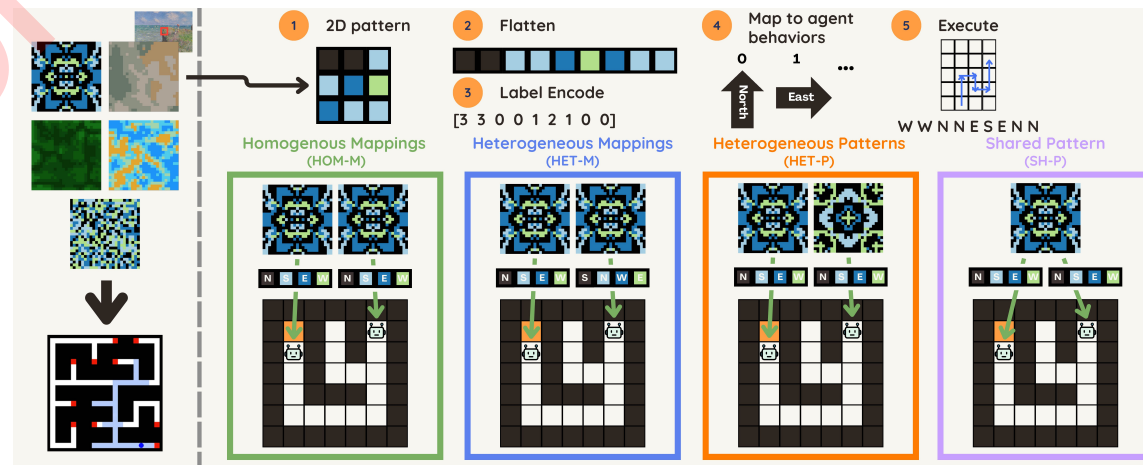 1 2D pattern
2 Flatten
3 Label Encode
[3 3 0 0 1 2 1 0 0]
4 Map to agent
behaviors
0 1 ...
North
East
5 Execute
W W N N E S E N N
Homogenous Mappings
(HOM-M)
N S E W N S E W
Heterogeneous Mappings
(HET-M)
N S E W S N W E
Heterogeneous Patterns
(HET-P)
N S E W N S E W
Shared Pattern
(SH-P)
N S E W N S E W